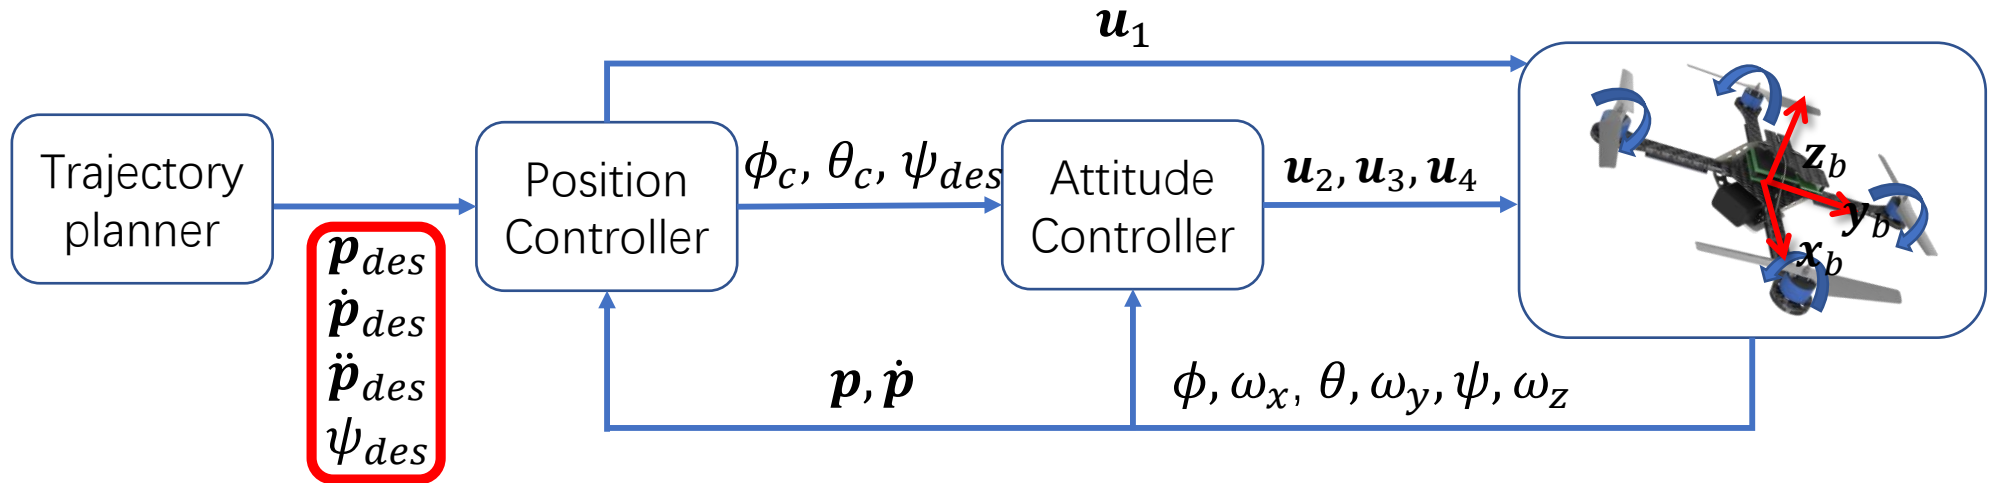 𝒖₁
Trajectory
planner
𝒑_des
𝒑̇_des
𝒑̈_des
ψ_des
Position
Controller
ϕ_c, θ_c, ψ_des
Attitude
Controller
𝒖₂, 𝒖₃, 𝒖₄
𝒛_b
𝒚_b
𝒙_b
𝒑, 𝒑̇
ϕ, ω_x, θ, ω_y, ψ, ω_z